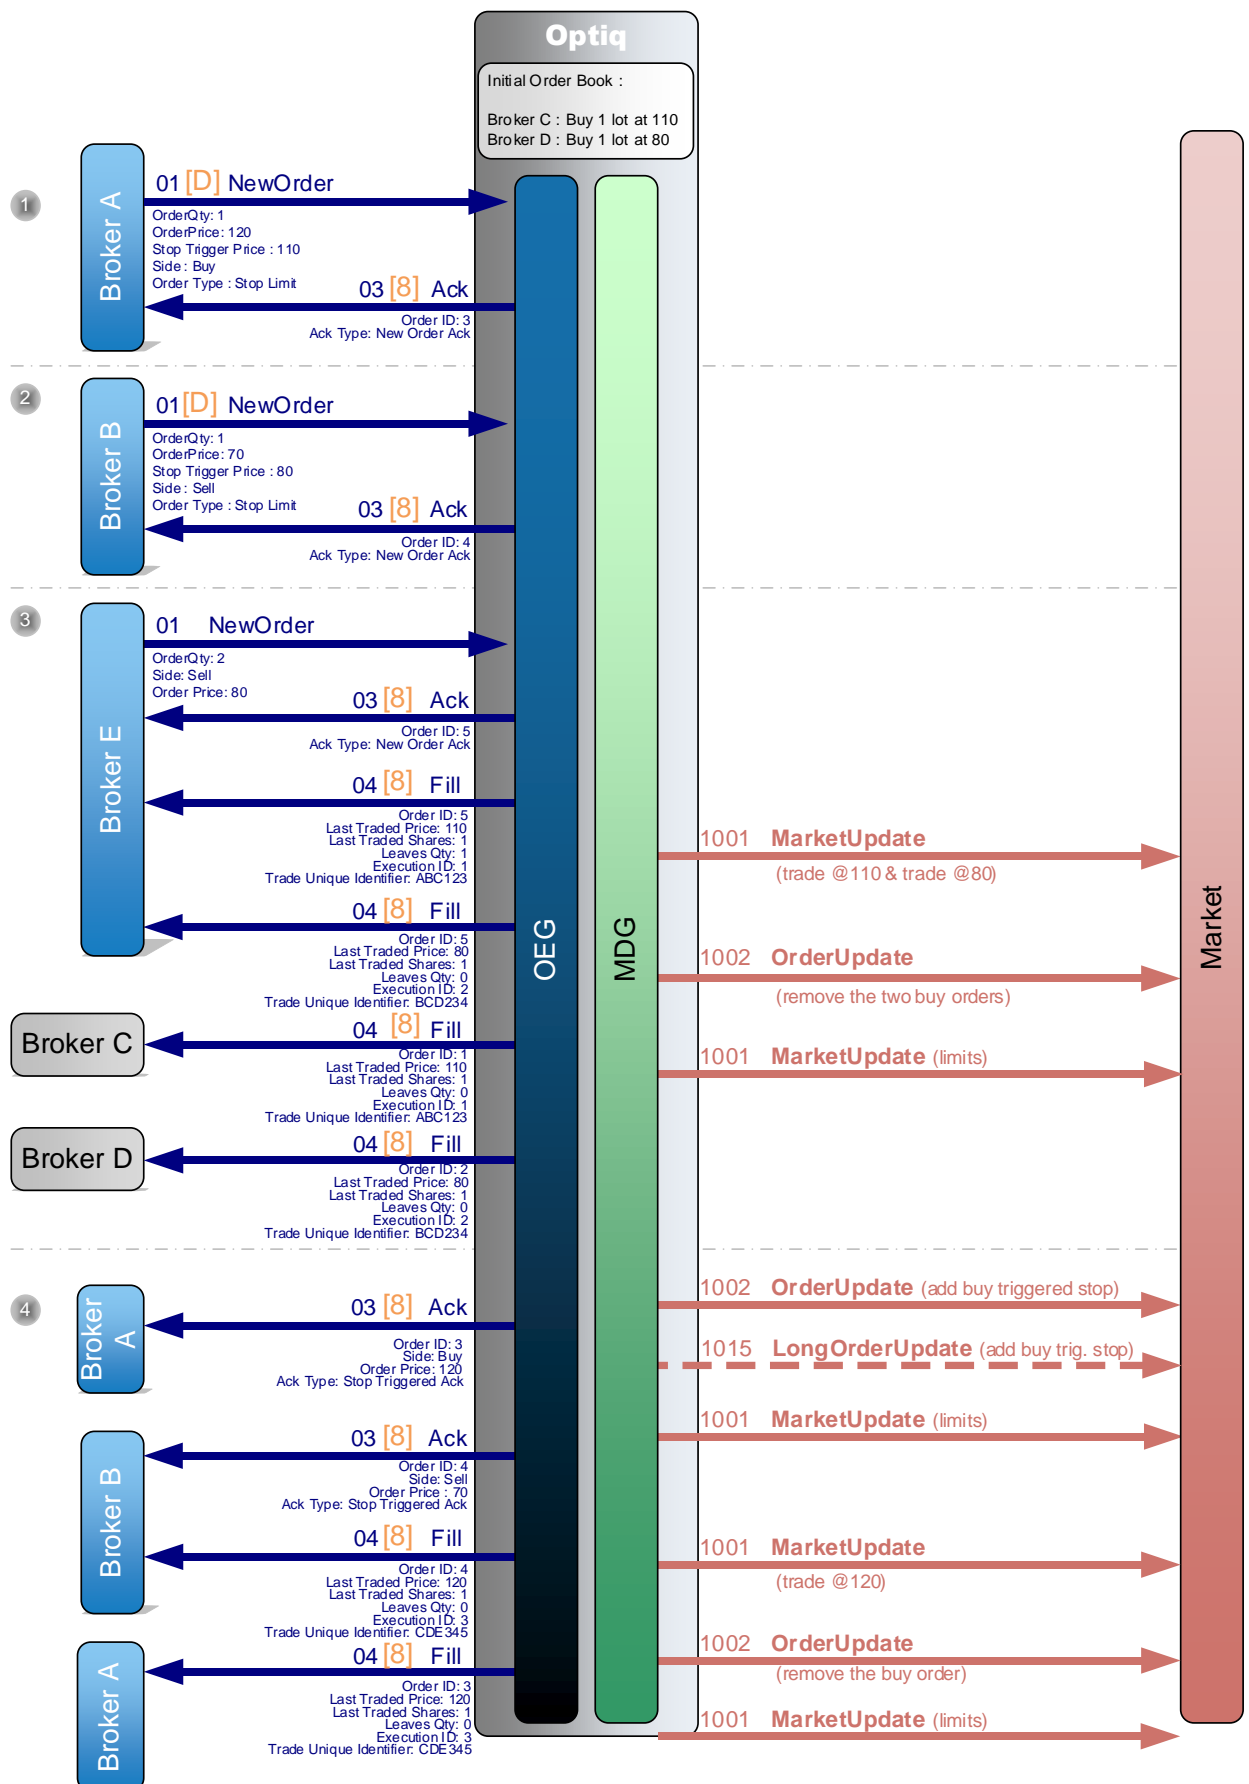 Optiq
Initial Order Book :
Broker C : Buy 1 lot at 110
Broker D : Buy 1 lot at 80
OEG
MDG
Market
1
Broker A
01 [D] NewOrder
OrderQty: 1
OrderPrice: 120
Stop Trigger Price : 110
Side : Buy
Order Type : Stop Limit
03 [8] Ack
Order ID: 3
Ack Type: New Order Ack
2
Broker B
01 [D] NewOrder
OrderQty: 1
OrderPrice: 70
Stop Trigger Price : 80
Side : Sell
Order Type : Stop Limit
03 [8] Ack
Order ID: 4
Ack Type: New Order Ack
3
Broker E
01 NewOrder
OrderQty: 2
Side: Sell
Order Price: 80
03 [8] Ack
Order ID: 5
Ack Type: New Order Ack
04 [8] Fill
Order ID: 5
Last Traded Price: 110
Last Traded Shares: 1
Leaves Qty: 1
Execution ID: 1
Trade Unique Identifier: ABC123
1001 MarketUpdate
(trade @110 & trade @80)
04 [8] Fill
Order ID: 5
Last Traded Price: 80
Last Traded Shares: 1
Leaves Qty: 0
Execution ID: 2
Trade Unique Identifier: BCD234
1002 OrderUpdate
(remove the two buy orders)
Broker C
04 [8] Fill
Order ID: 1
Last Traded Price: 110
Last Traded Shares: 1
Leaves Qty: 0
Execution ID: 1
Trade Unique Identifier: ABC123
1001 MarketUpdate (limits)
Broker D
04 [8] Fill
Order ID: 2
Last Traded Price: 80
Last Traded Shares: 1
Leaves Qty: 0
Execution ID: 2
Trade Unique Identifier: BCD234
4
Broker
A
03 [8] Ack
Order ID: 3
Side: Buy
Order Price: 120
Ack Type: Stop Triggered Ack
1002 OrderUpdate (add buy triggered stop)
1015 LongOrderUpdate (add buy trig. stop)
Broker B
03 [8] Ack
Order ID: 4
Side: Sell
Order Price : 70
Ack Type: Stop Triggered Ack
1001 MarketUpdate (limits)
04 [8] Fill
Order ID: 4
Last Traded Price: 120
Last Traded Shares: 1
Leaves Qty: 0
Execution ID: 3
Trade Unique Identifier: CDE345
1001 MarketUpdate
(trade @120)
Broker A
04 [8] Fill
Order ID: 3
Last Traded Price: 120
Last Traded Shares: 1
Leaves Qty: 0
Execution ID: 3
Trade Unique Identifier: CDE345
1002 OrderUpdate
(remove the buy order)
1001 MarketUpdate (limits)